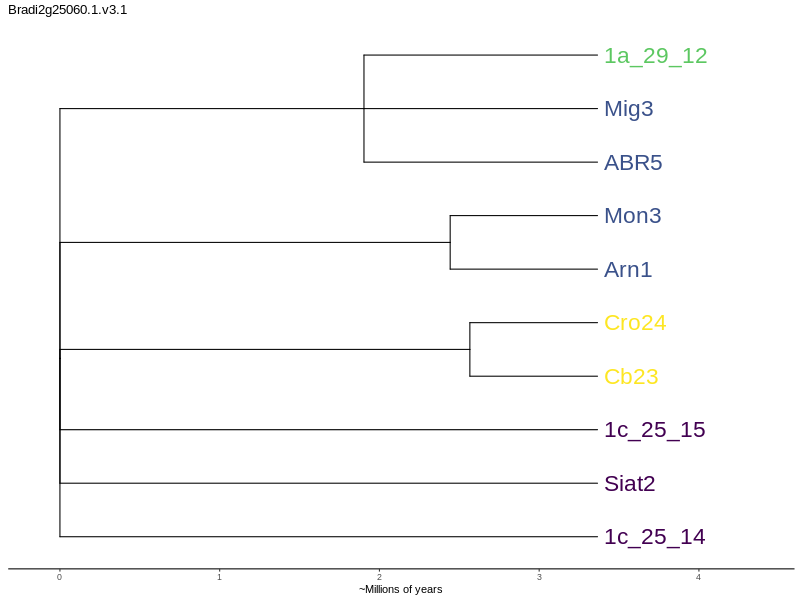 Bradi2g25060.1.v3.1
1a_29_12
Mig3
ABR5
Mon3
Arn1
Cro24
Cb23
1c_25_15
Siat2
1c_25_14
0 1 2 3 4
~Millions of years